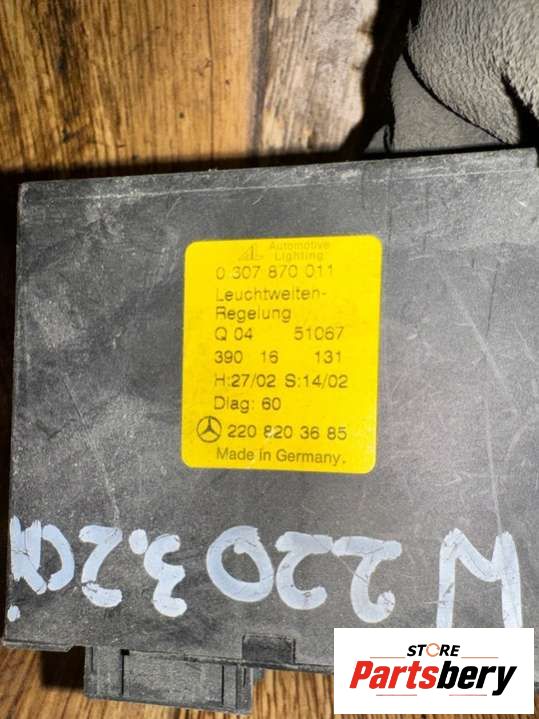 Automotive
Lighting
0 307 870 011
Leuchtweiten-
Regelung
Q 04 51067
390 16 131
H:27/02 S:14/02
Diag: 60
220 820 36 85
Made in Germany.
W 220 3.2
STORE
Partsbery